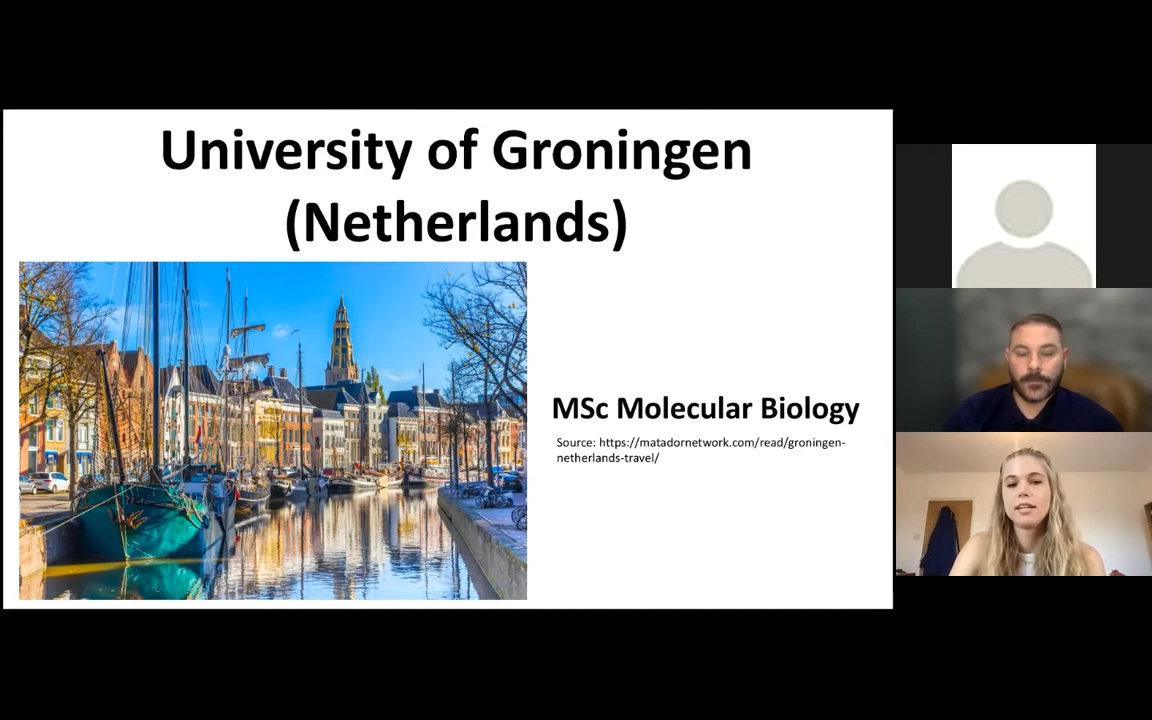 University of Groningen
(Netherlands)
MSc Molecular Biology
Source: https://matadornetwork.com/read/groningen-
netherlands-travel/